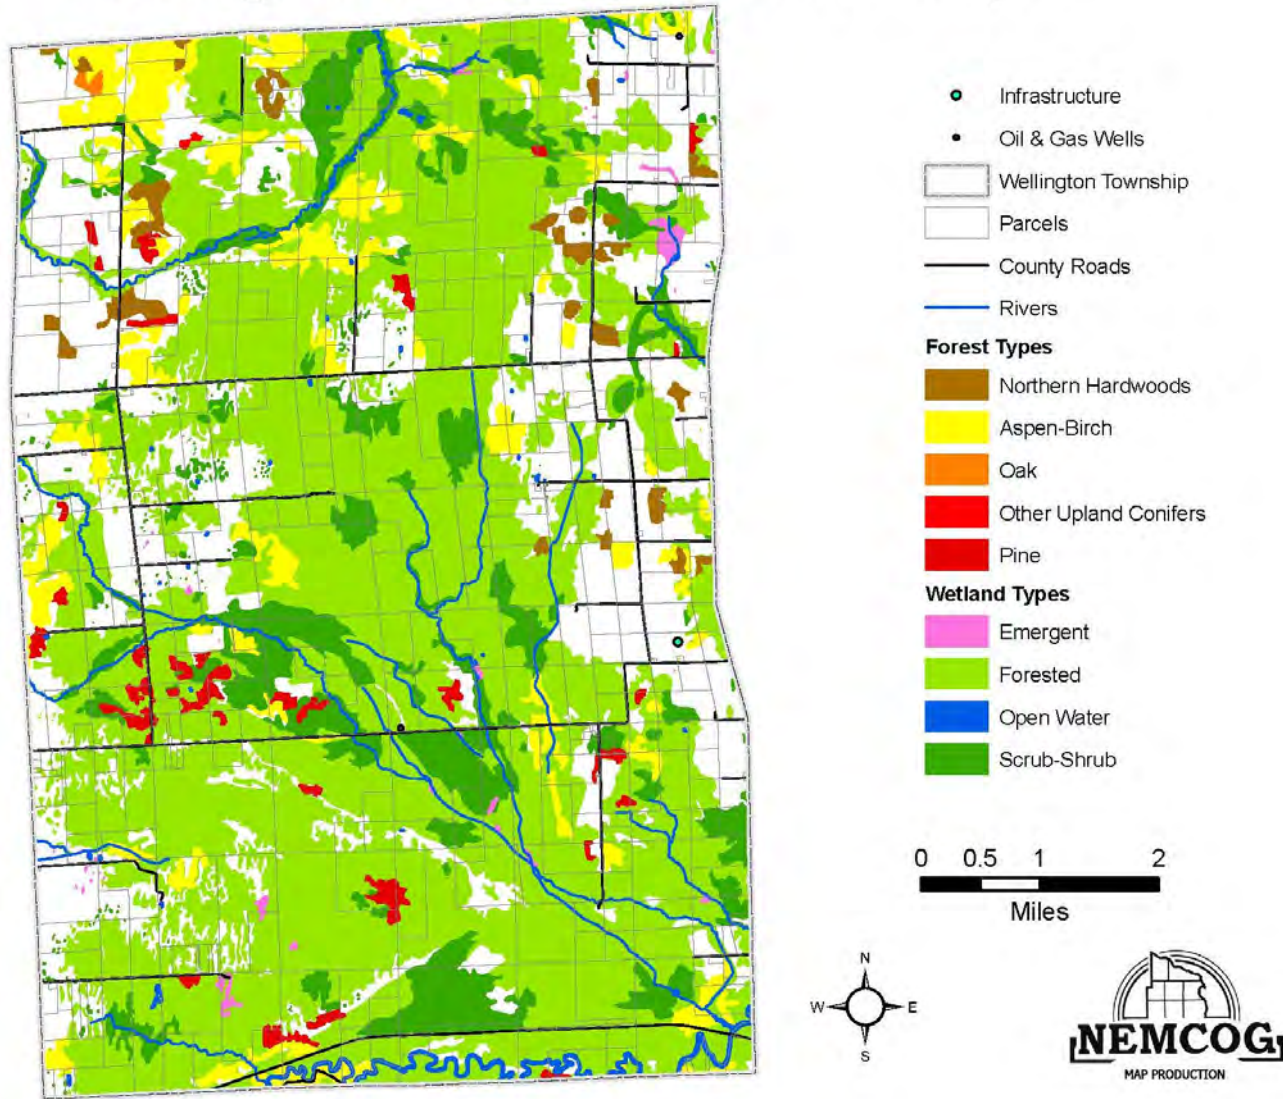 Infrastructure
Oil & Gas Wells
Wellington Township
Parcels
County Roads
Rivers
Forest Types
Northern Hardwoods
Aspen-Birch
Oak
Other Upland Conifers
Pine
Wetland Types
Emergent
Forested
Open Water
Scrub-Shrub
0 0.5 1 2
Miles
N
W E
S
NEMCOG
MAP PRODUCTION